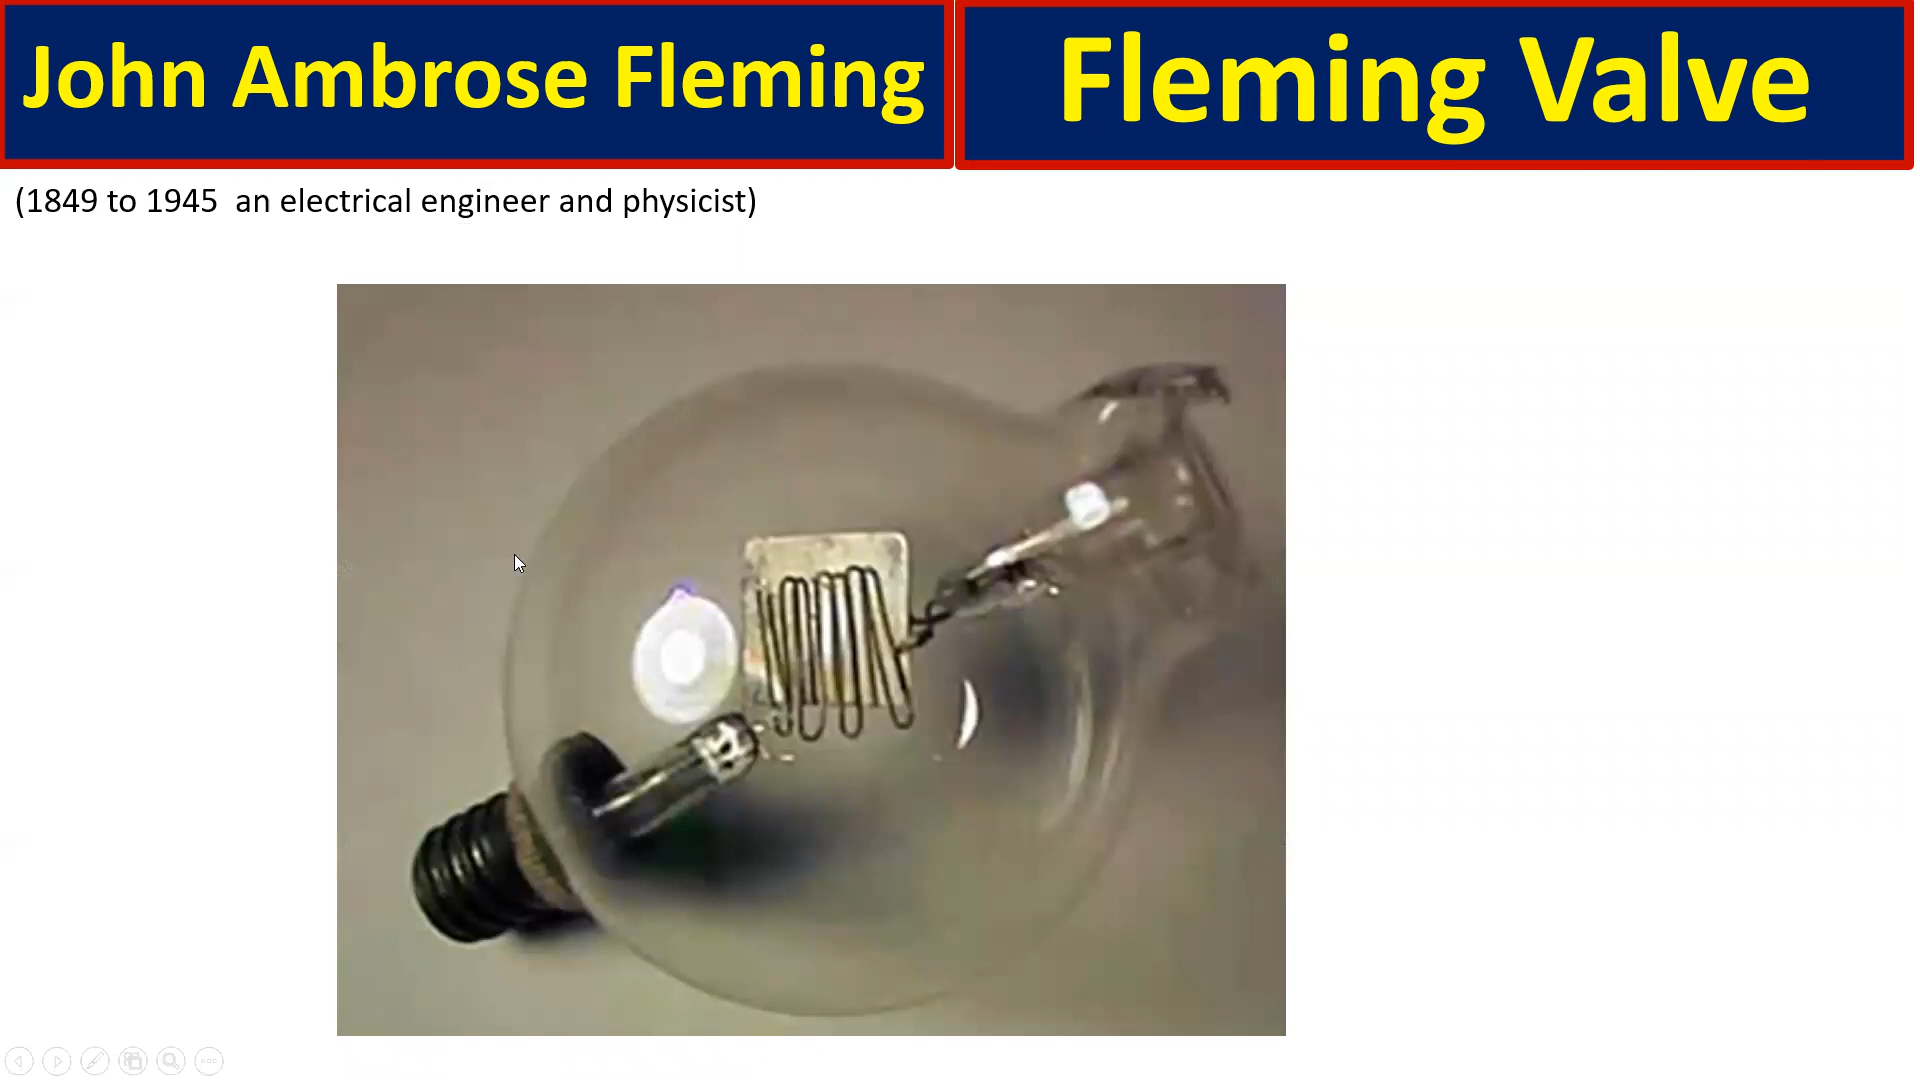 John Ambrose Fleming
Fleming Valve
(1849 to 1945  an electrical engineer and physicist)